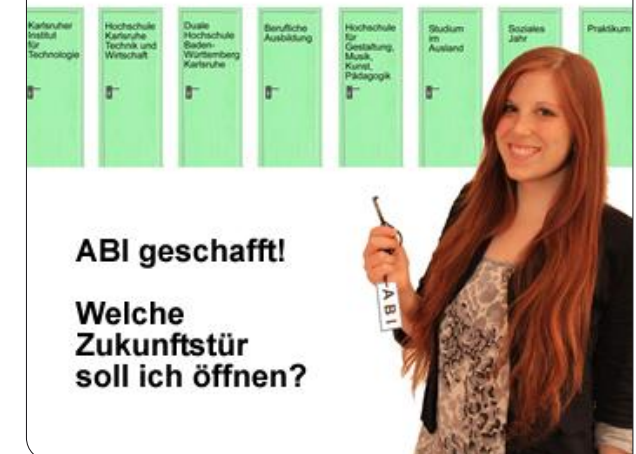 Karlsruher
Institut
für
Technologie
Hochschule
Karlsruhe
Technik und
Wirtschaft
Duale
Hochschule
Baden-
Württemberg
Karlsruhe
Berufliche
Ausbildung
Hochschule
für
Gestaltung,
Musik,
Kunst,
Pädagogik
Studium
im
Ausland
Soziales
Jahr
Praktikum
ABI
ABI geschafft!
Welche
Zukunftstür
soll ich öffnen?